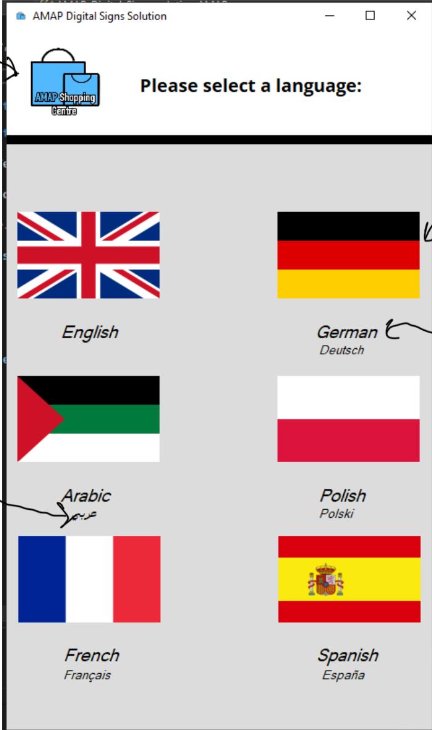 AMAP Digital Signs Solution
AMAP Shopping
Centre
Please select a language:
English
German
Deutsch
Arabic
عربي
Polish
Polski
French
Français
Spanish
España